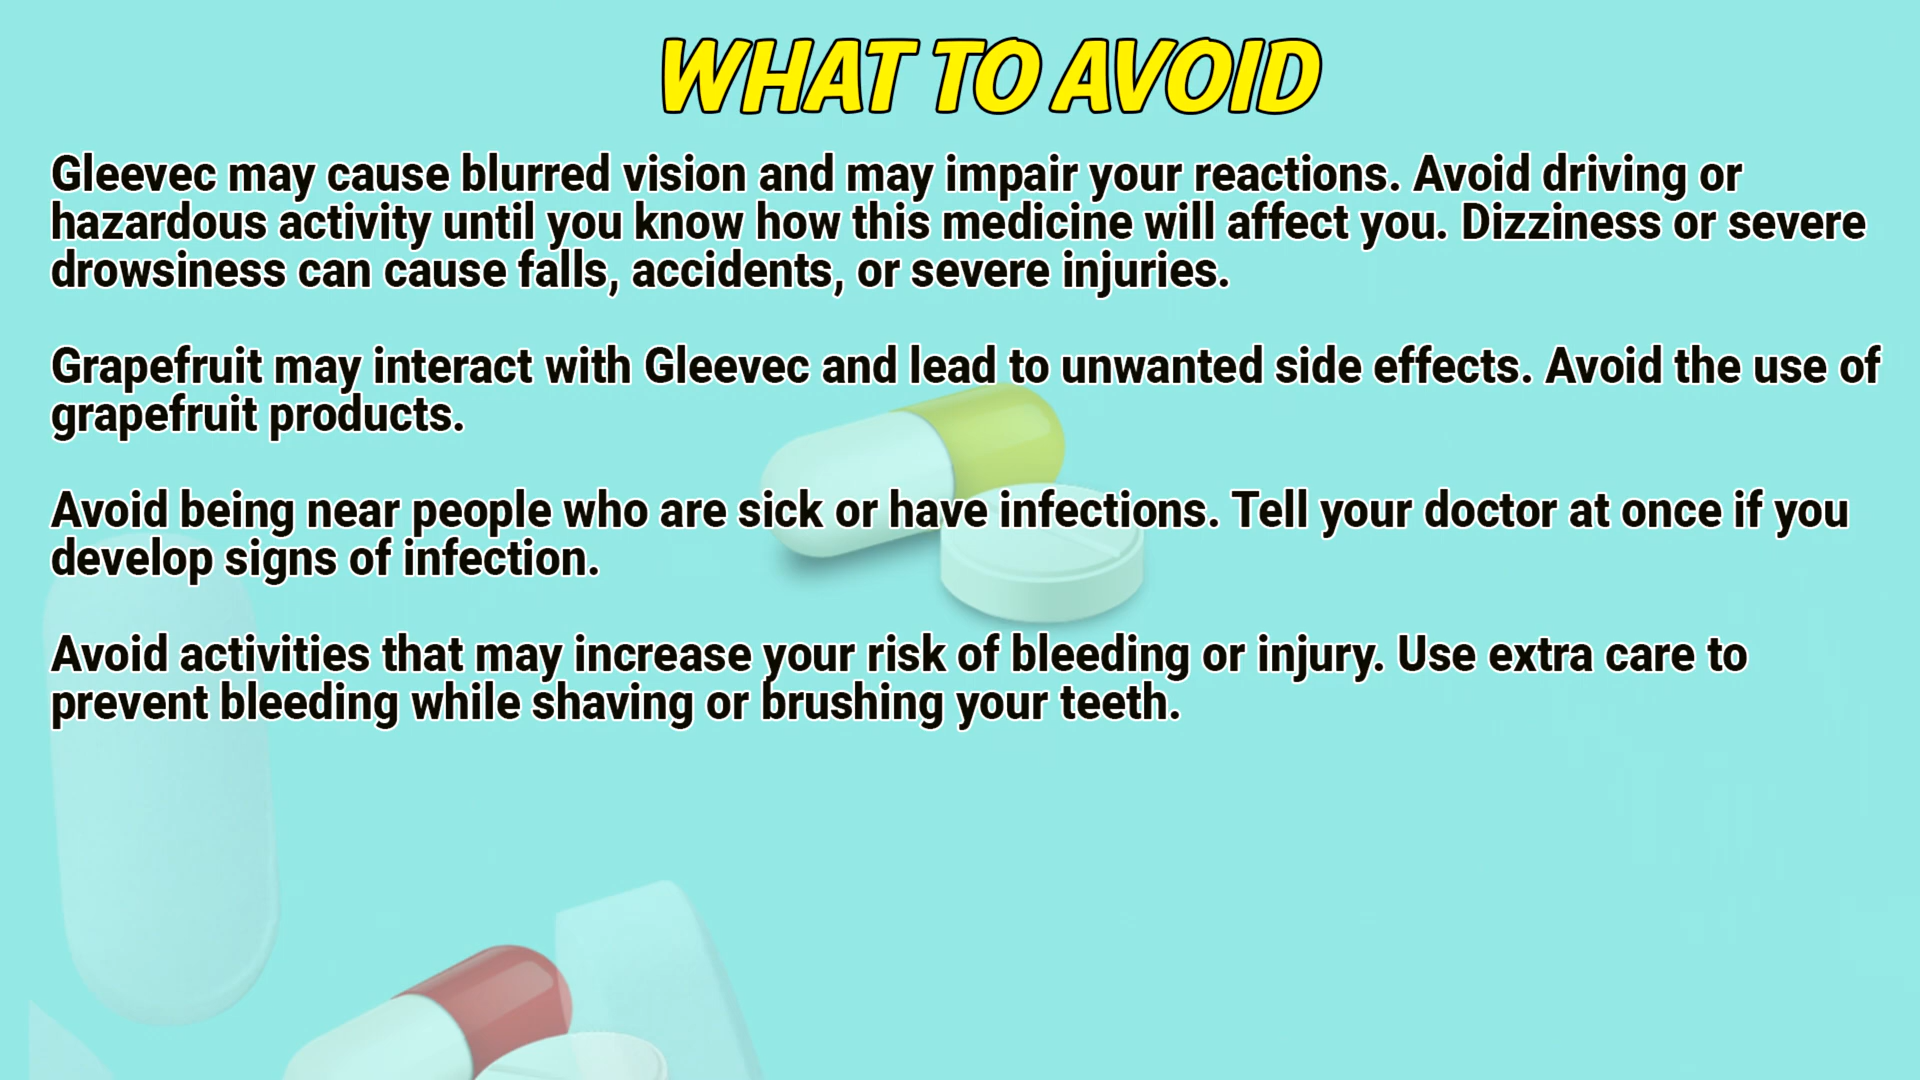 WHAT TO AVOID
Gleevec may cause blurred vision and may impair your reactions. Avoid driving or
hazardous activity until you know how this medicine will affect you. Dizziness or severe
drowsiness can cause falls, accidents, or severe injuries.
Grapefruit may interact with Gleevec and lead to unwanted side effects. Avoid the use of
grapefruit products.
Avoid being near people who are sick or have infections. Tell your doctor at once if you
develop signs of infection.
Avoid activities that may increase your risk of bleeding or injury. Use extra care to
prevent bleeding while shaving or brushing your teeth.